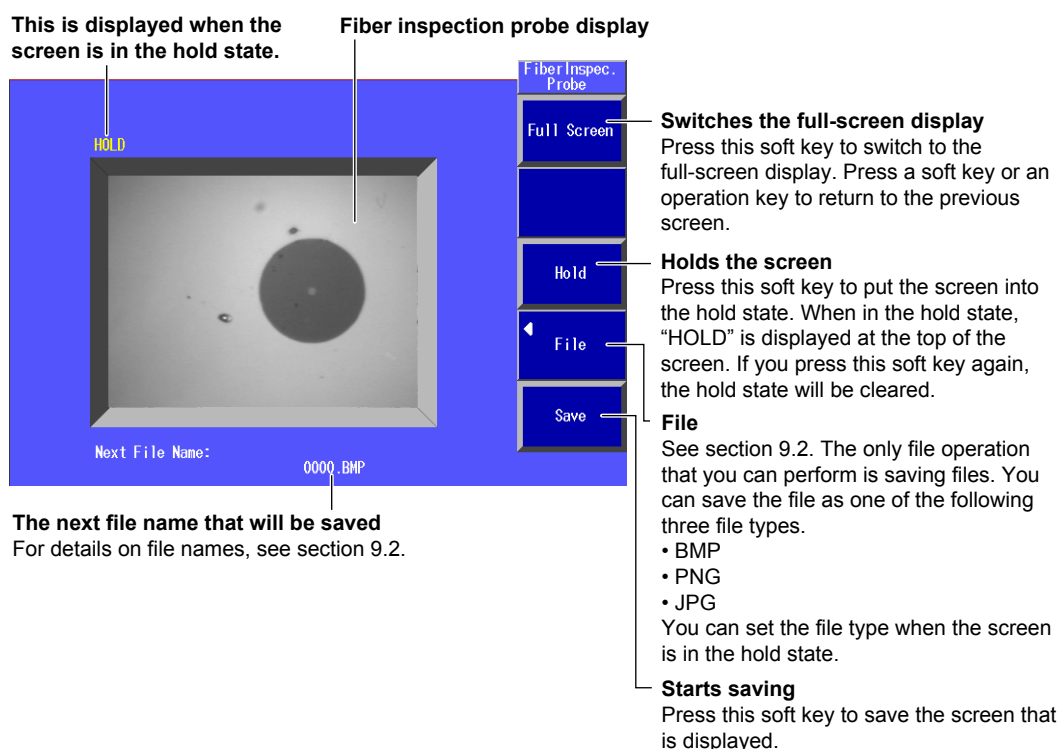 This is displayed when the
screen is in the hold state.
Fiber inspection probe display
FiberInspec.
Probe
HOLD
Full Screen
Hold
File
Save
Next File Name:
0000.BMP
Switches the full-screen display
Press this soft key to switch to the
full-screen display. Press a soft key or an
operation key to return to the previous
screen.
Holds the screen
Press this soft key to put the screen into
the hold state. When in the hold state,
“HOLD” is displayed at the top of the
screen. If you press this soft key again,
the hold state will be cleared.
File
See section 9.2. The only file operation
that you can perform is saving files. You
can save the file as one of the following
three file types.
• BMP
• PNG
• JPG
You can set the file type when the screen
is in the hold state.
Starts saving
Press this soft key to save the screen that
is displayed.
The next file name that will be saved
For details on file names, see section 9.2.